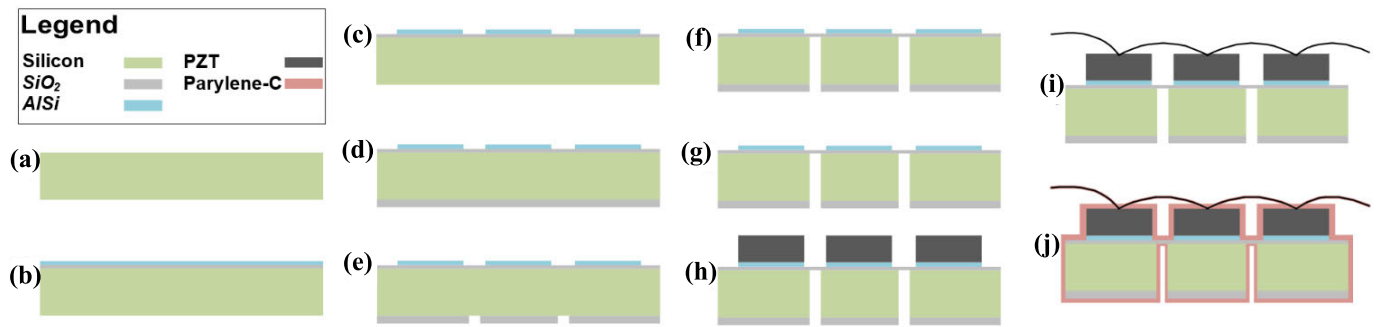 Legend
Silicon PZT
SiO₂ Parylene-C
AlSi
(a)
(b)
(c)
(d)
(e)
(f)
(g)
(h)
(i)
(j)